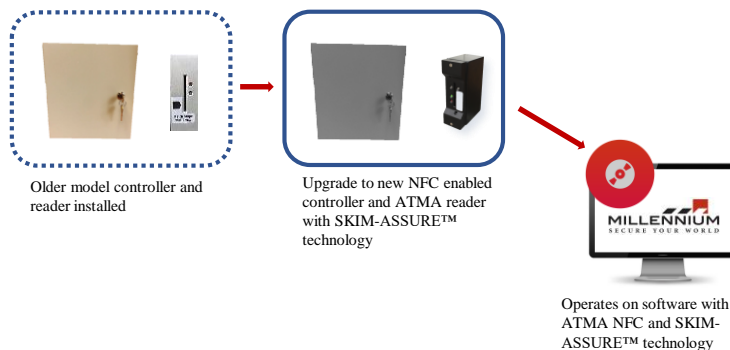 Older model controller and
reader installed
Upgrade to new NFC enabled
controller and ATMA reader
with SKIM-ASSURE™
technology
MILLENNIUM
SECURE YOUR WORLD
Operates on software with
ATMA NFC and SKIM-
ASSURE™ technology